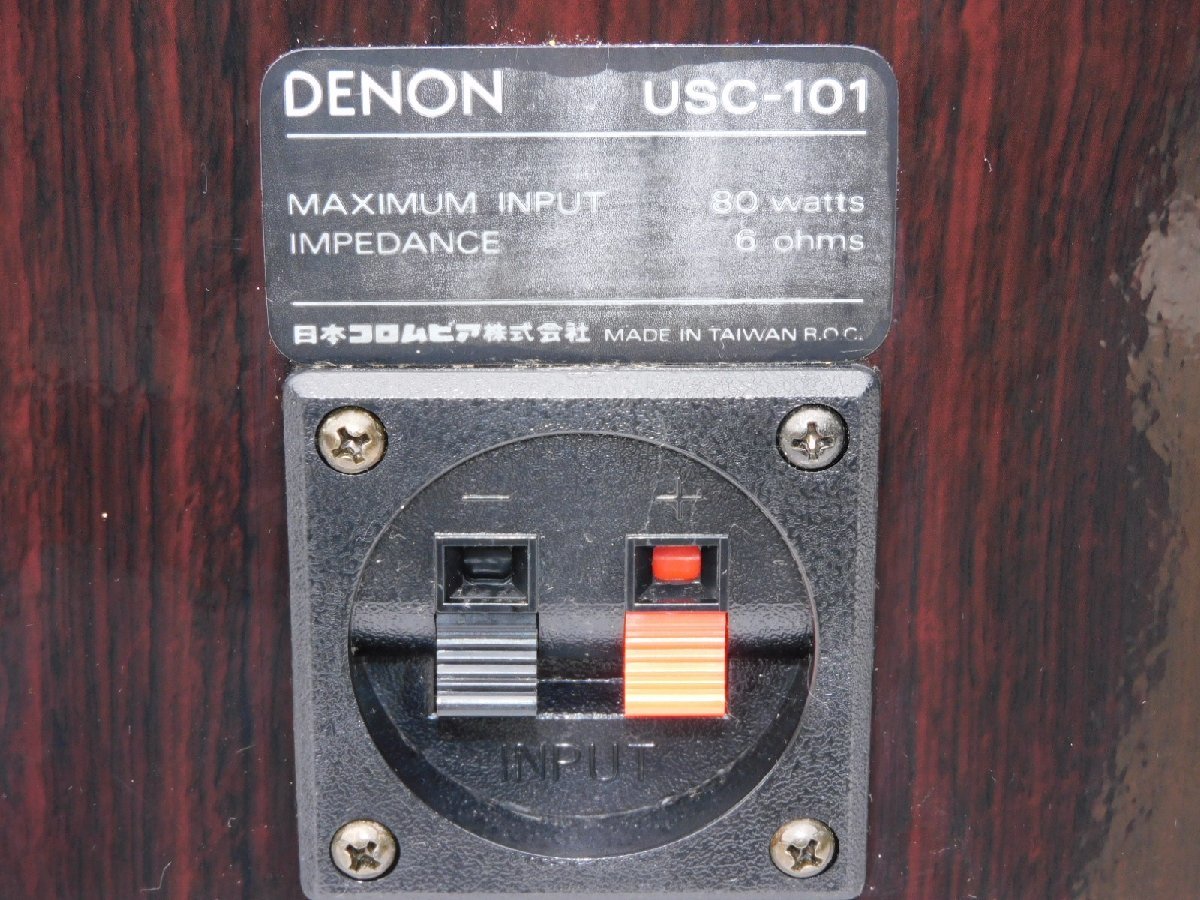 DENON USC-101
MAXIMUM INPUT 80 watts
IMPEDANCE 6 ohms
日本コロムビア株式会社 MADE IN TAIWAN R.O.C.
− +
INPUT